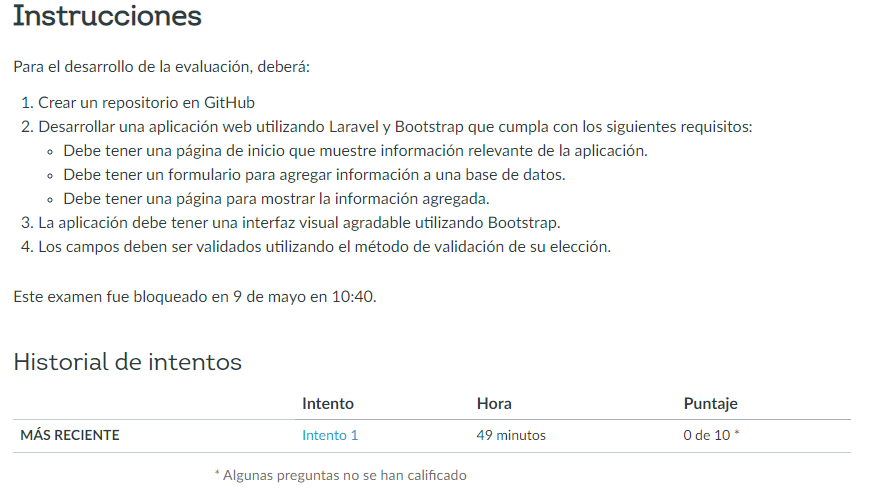 Instrucciones
Para el desarrollo de la evaluación, deberá:
1. Crear un repositorio en GitHub
2. Desarrollar una aplicación web utilizando Laravel y Bootstrap que cumpla con los siguientes requisitos:
◦ Debe tener una página de inicio que muestre información relevante de la aplicación.
◦ Debe tener un formulario para agregar información a una base de datos.
◦ Debe tener una página para mostrar la información agregada.
3. La aplicación debe tener una interfaz visual agradable utilizando Bootstrap.
4. Los campos deben ser validados utilizando el método de validación de su elección.
Este examen fue bloqueado en 9 de mayo en 10:40.
Historial de intentos
Intento Hora Puntaje
MÁS RECIENTE Intento 1 49 minutos 0 de 10 *
* Algunas preguntas no se han calificado